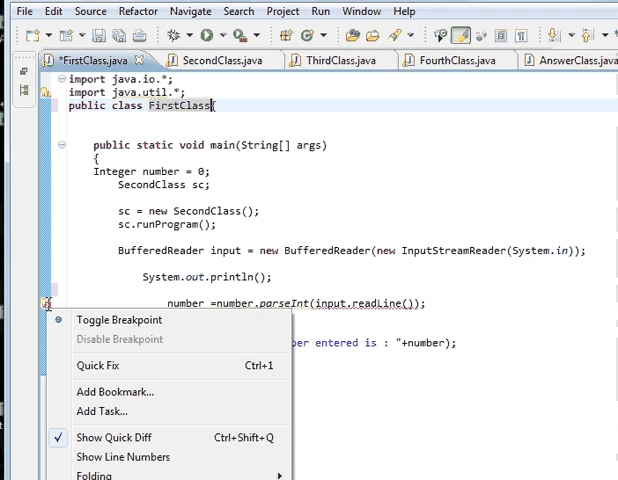 File Edit Source Refactor Navigate Search Project Run Window Help
*FirstClass.java SecondClass.java ThirdClass.java FourthClass.java AnswerClass.java
import java.io.*;
import java.util.*;
public class FirstClass{
public static void main(String[] args)
{
Integer number = 0;
SecondClass sc;
sc = new SecondClass();
sc.runProgram();
BufferedReader input = new BufferedReader(new InputStreamReader(System.in));
System.out.println();
number =number.parseInt(input.readLine());
Toggle Breakpoint
Disable Breakpoint
ber entered is : "+number);
Quick Fix Ctrl+1
Add Bookmark...
Add Task...
Show Quick Diff Ctrl+Shift+Q
Show Line Numbers
Folding